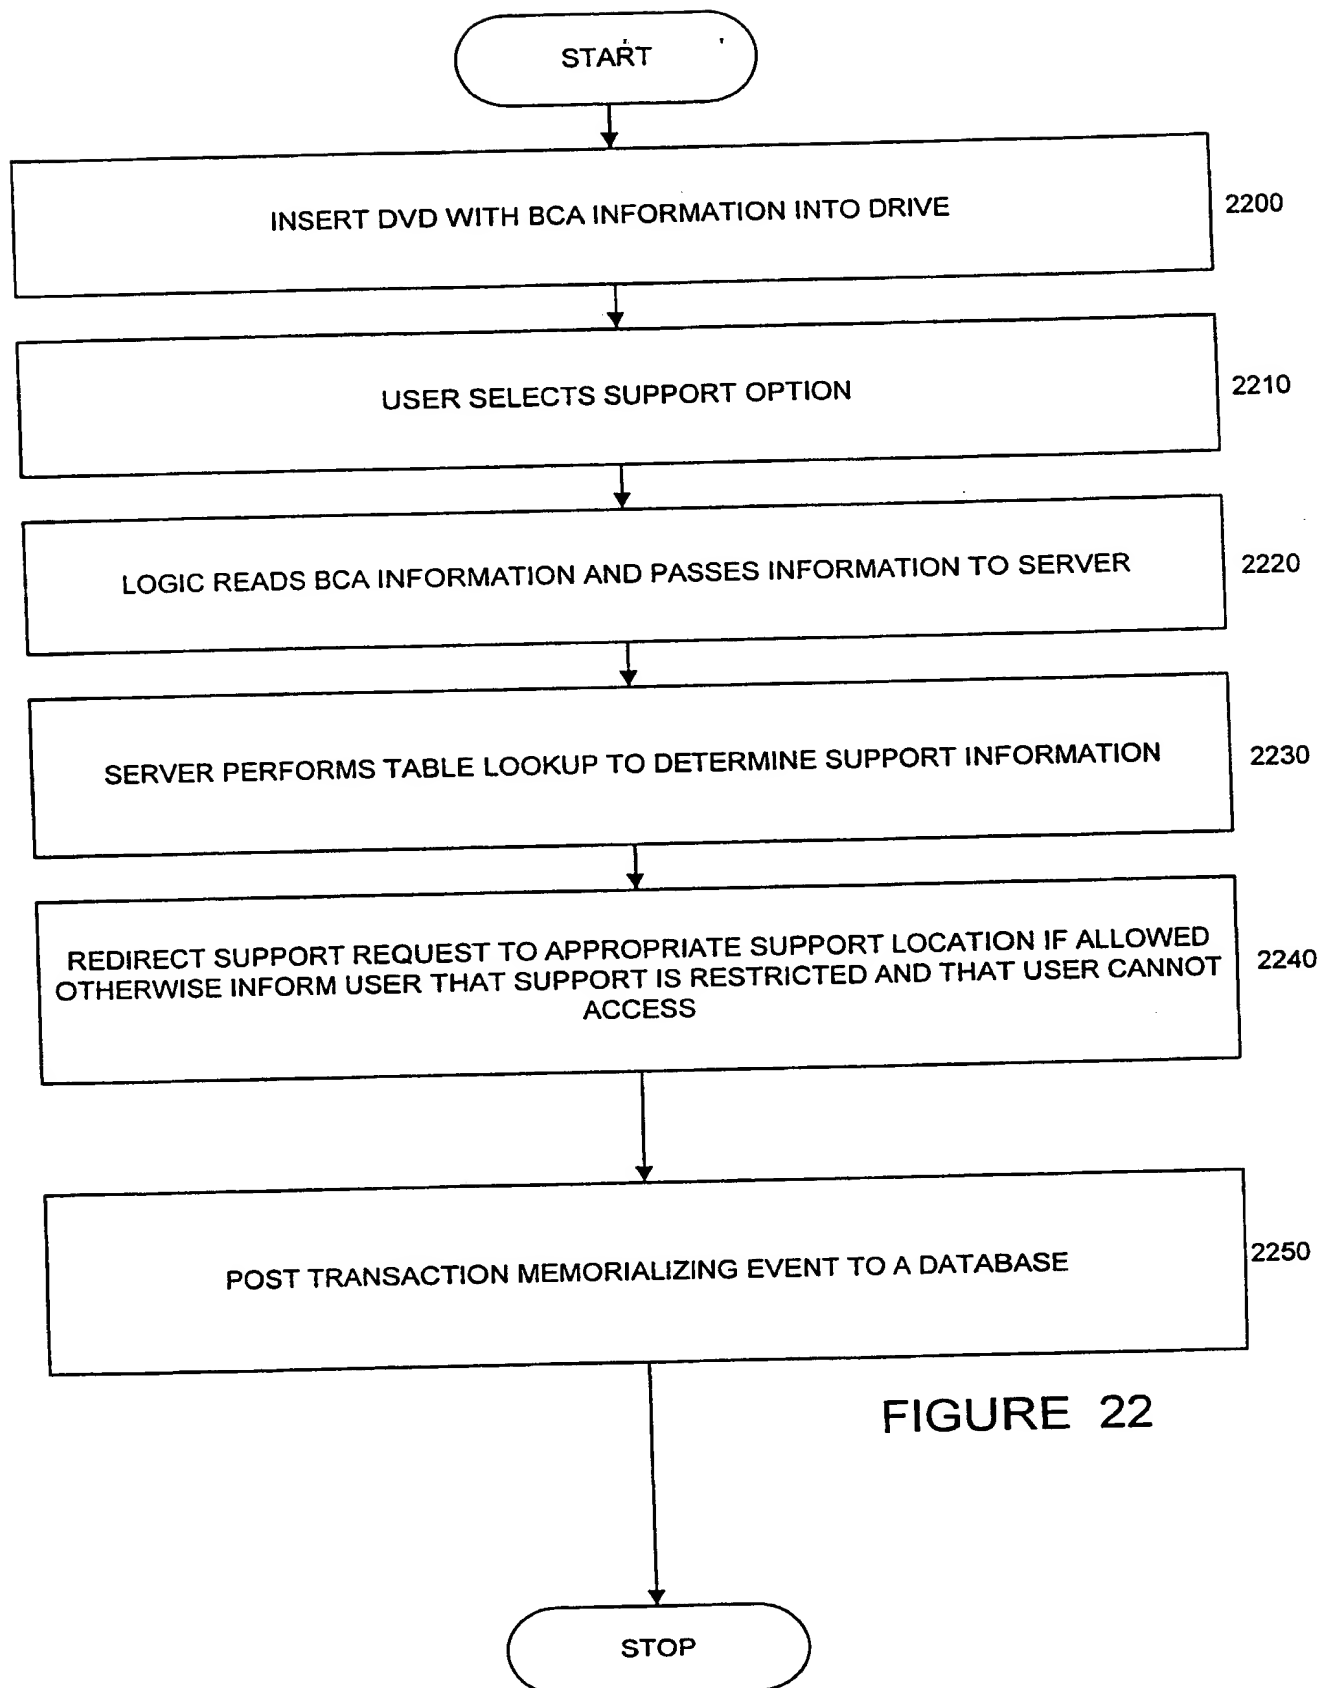 START
INSERT DVD WITH BCA INFORMATION INTO DRIVE
2200
USER SELECTS SUPPORT OPTION
2210
LOGIC READS BCA INFORMATION AND PASSES INFORMATION TO SERVER
2220
SERVER PERFORMS TABLE LOOKUP TO DETERMINE SUPPORT INFORMATION
2230
REDIRECT SUPPORT REQUEST TO APPROPRIATE SUPPORT LOCATION IF ALLOWED
OTHERWISE INFORM USER THAT SUPPORT IS RESTRICTED AND THAT USER CANNOT
ACCESS
2240
POST TRANSACTION MEMORIALIZING EVENT TO A DATABASE
2250
FIGURE 22
STOP